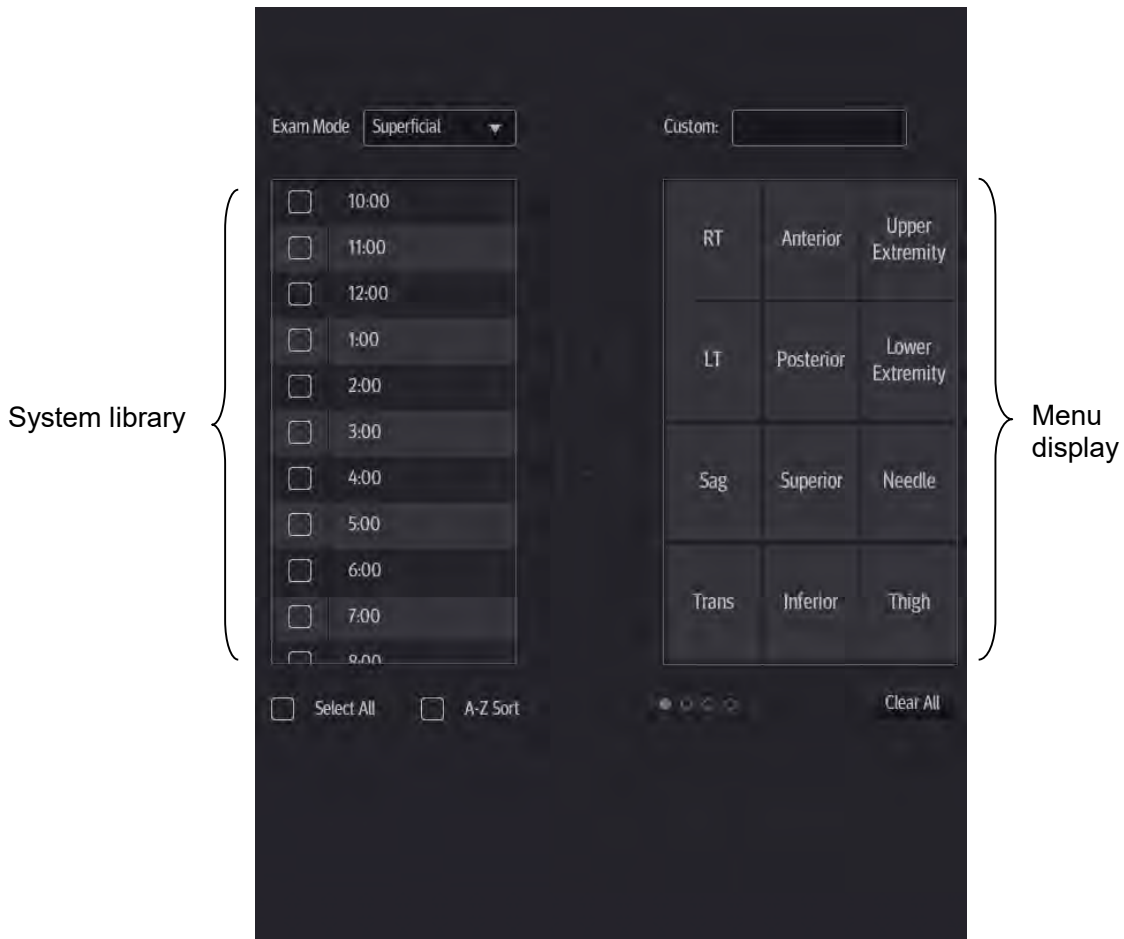 Exam Mode Superficial
Custom:
System library
10:00
11:00
12:00
1:00
2:00
3:00
4:00
5:00
6:00
7:00
8:00
Select All A-Z Sort
RT Anterior Upper
Extremity
LT Posterior Lower
Extremity
Sag Superior Needle
Trans Inferior Thigh
Clear All
Menu
display